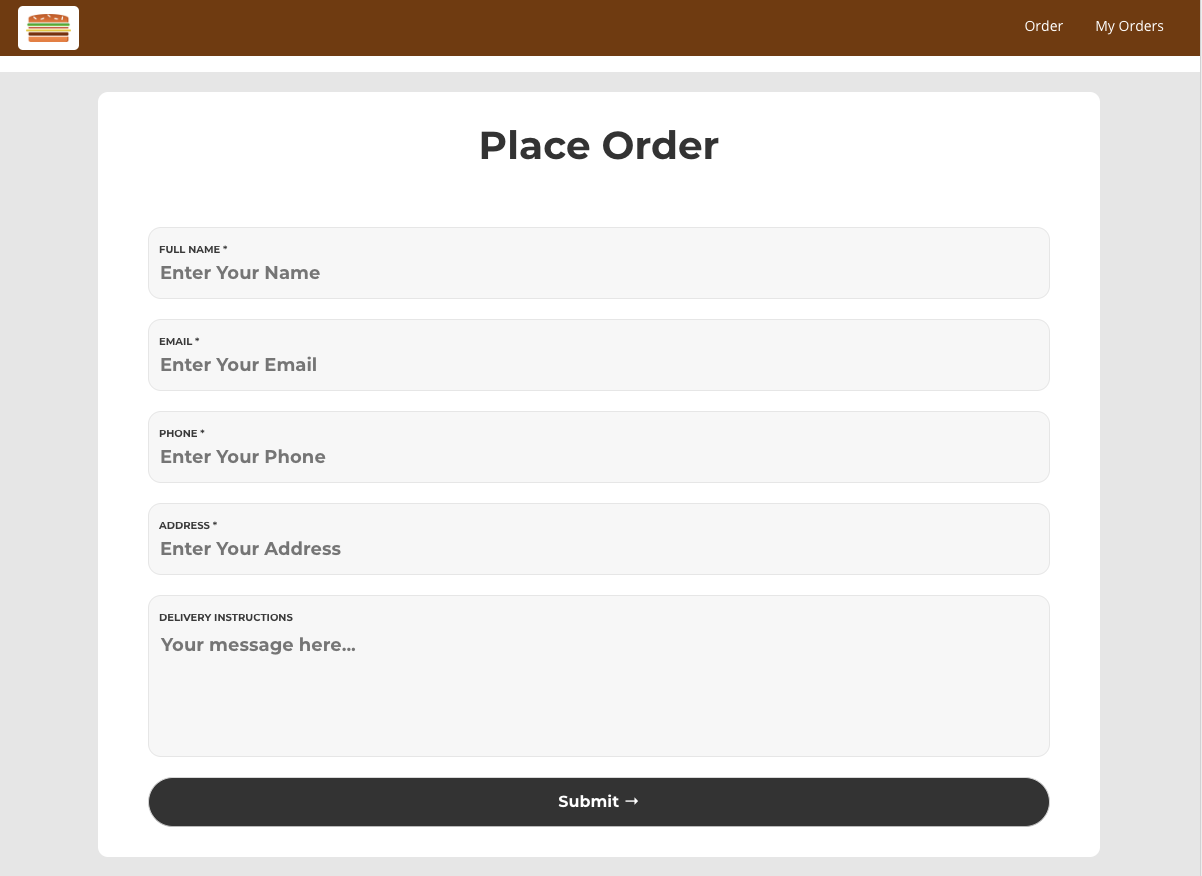 Order
My Orders
Place Order
FULL NAME *
Enter Your Name
EMAIL *
Enter Your Email
PHONE *
Enter Your Phone
ADDRESS *
Enter Your Address
DELIVERY INSTRUCTIONS
Your message here...
Submit →